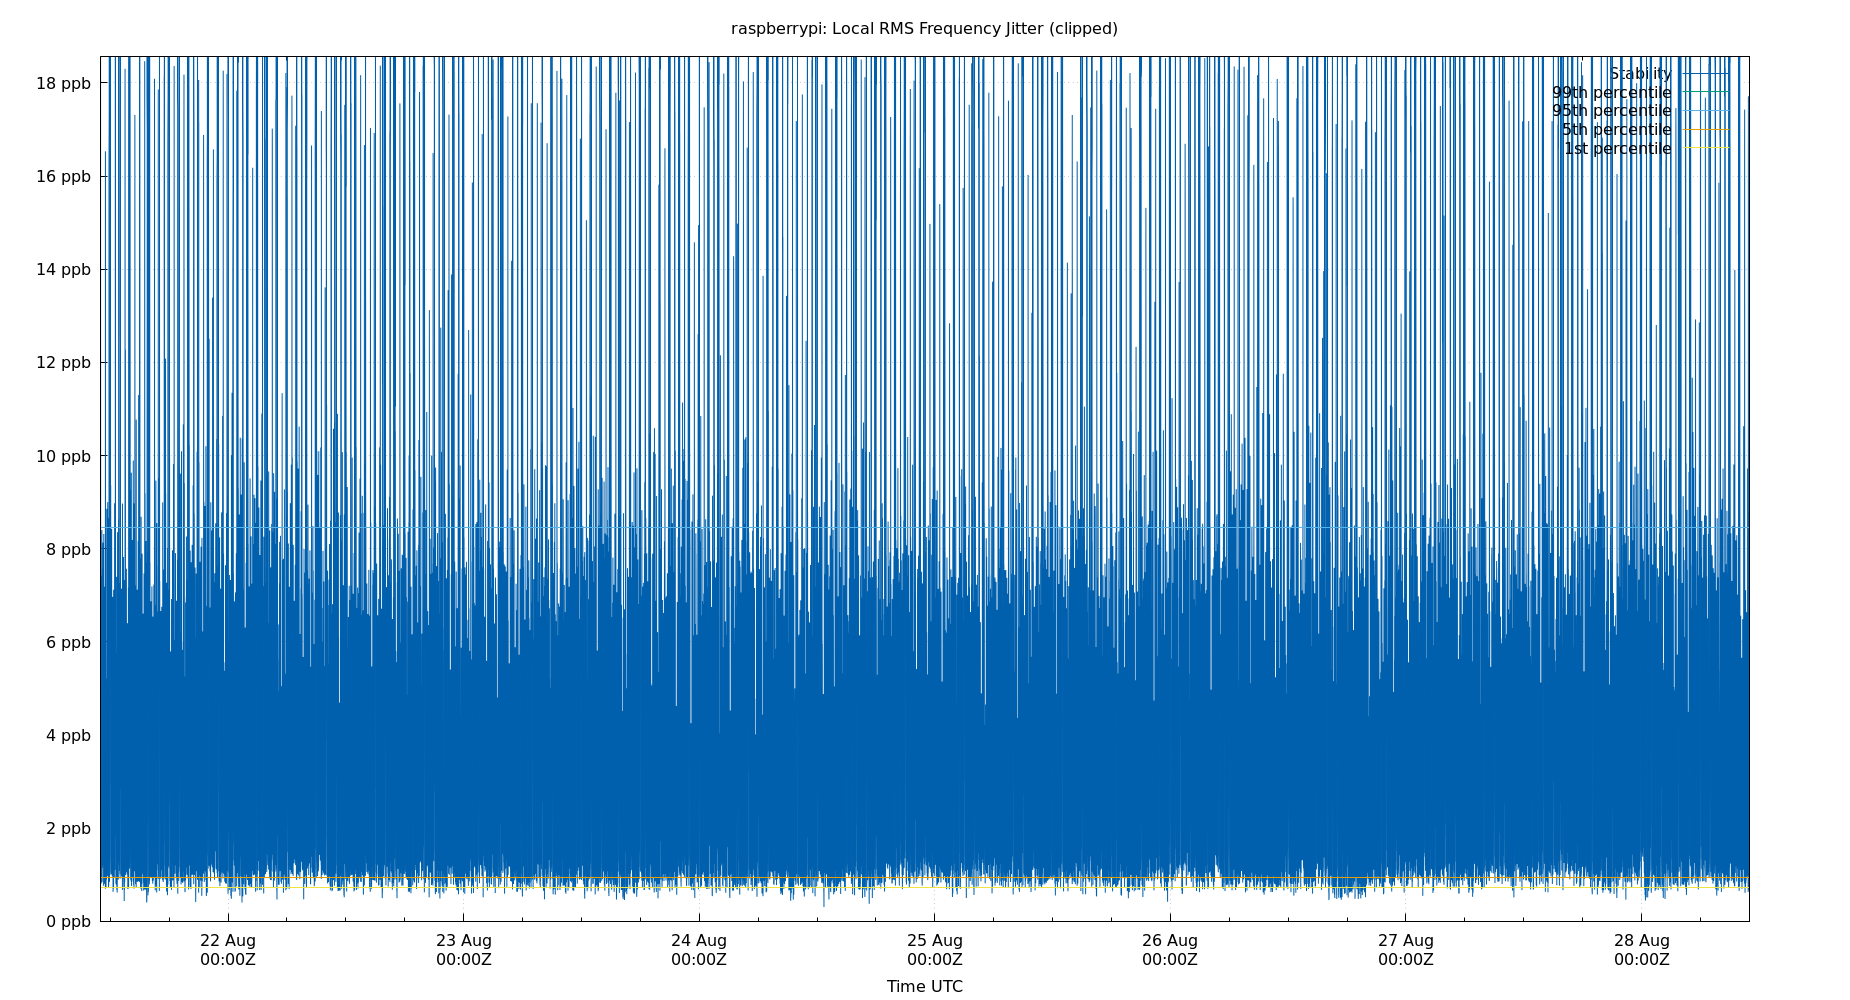 raspberrypi: Local RMS Frequency Jitter (clipped)
18 ppb
16 ppb
14 ppb
12 ppb
10 ppb
8 ppb
6 ppb
4 ppb
2 ppb
0 ppb
Stability
99th percentile
95th percentile
5th percentile
1st percentile
22 Aug 23 Aug 24 Aug 25 Aug 26 Aug 27 Aug 28 Aug
00:00Z 00:00Z 00:00Z 00:00Z 00:00Z 00:00Z 00:00Z
Time UTC